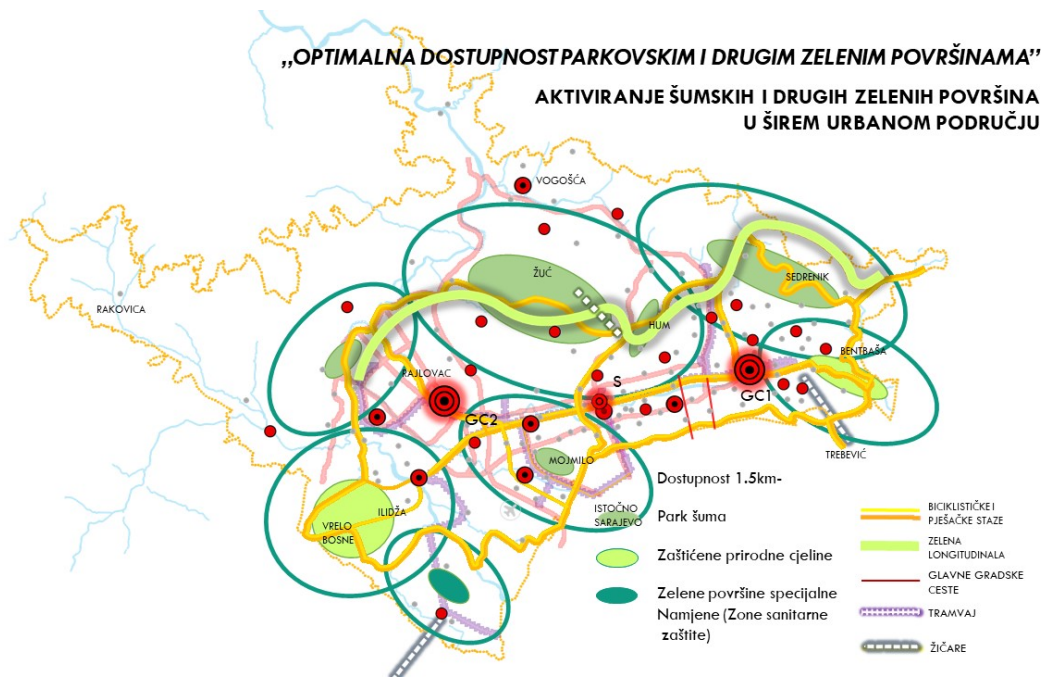 „OPTIMALNA DOSTUPNOST PARKOVSKIM I DRUGIM ZELENIM POVRŠINAMA”
AKTIVIRANJE ŠUMSKIH I DRUGIH ZELENIH POVRŠINA
U ŠIREM URBANOM PODRUČJU
VOGOŠĆA
ŽUČ
SEDRENIK
RAKOVICA
HUM
BENTBAŠA
RAJLOVAC
S
GC1
GC2
TREBEVIĆ
MOJMILO
ILIDŽA
VRELO
BOSNE
ISTOČNO
SARAJEVO
Dostupnost 1.5km-
Park šuma
Zaštićene prirodne cjeline
Zelene površine specijalne
Namjene (Zone sanitarne
zaštite)
BICIKLISTIČKE I
PJEŠAČKE STAZE
ZELENA
LONGITUDINALA
GLAVNE GRADSKE
CESTE
TRAMVAJ
ŽIČARE